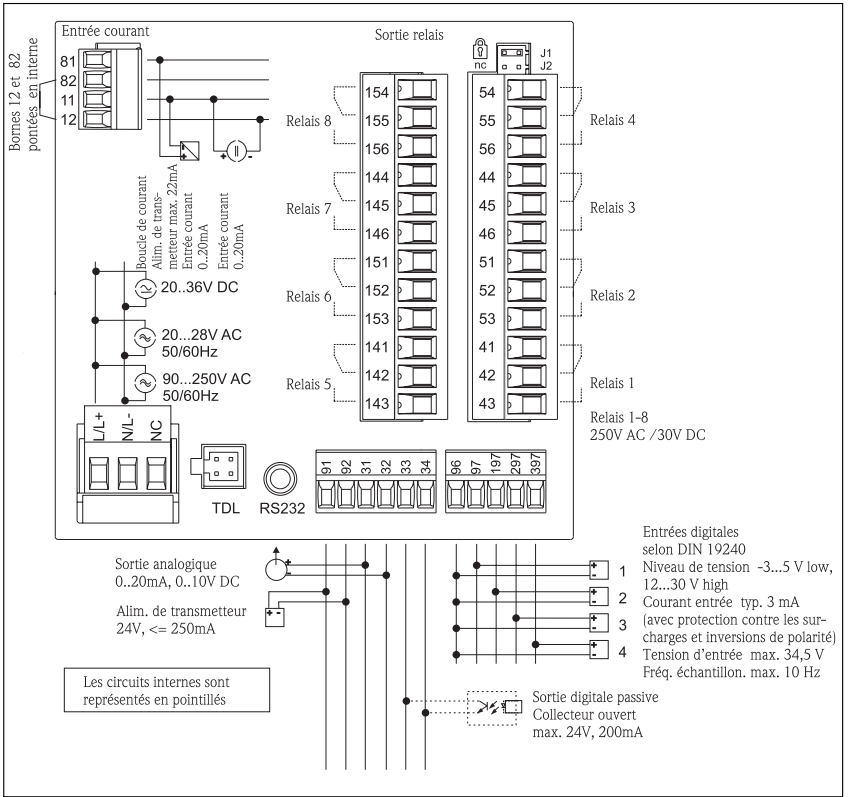 Entrée courant
81
82
11
12
Bornes 12 et 82
pontées en interne
Boucle de courant
Alim. de trans-
metteur max. 22mA
Entrée courant
0..20mA
Entrée courant
0..20mA
20..36V DC
20...28V AC
50/60Hz
90...250V AC
50/60Hz
L/L+
N/L-
NC
TDL
RS232
Sortie relais
nc
J1
J2
154
155
156
Relais 8
144
145
146
Relais 7
151
152
153
Relais 6
141
142
143
Relais 5
54
55
56
Relais 4
44
45
46
Relais 3
51
52
53
Relais 2
41
42
43
Relais 1
Relais 1-8
250V AC /30V DC
91
92
31
32
33
34
96
97
197
297
397
Sortie analogique
0..20mA, 0..10V DC
Alim. de transmetteur
24V, <= 250mA
Les circuits internes sont
représentés en pointillés
1
2
3
4
Entrées digitales
selon DIN 19240
Niveau de tension -3...5 V low,
12...30 V high
Courant entrée typ. 3 mA
(avec protection contre les sur-
charges et inversions de polarité)
Tension d'entrée max. 34,5 V
Fréq. échantillon. max. 10 Hz
Sortie digitale passive
Collecteur ouvert
max. 24V, 200mA